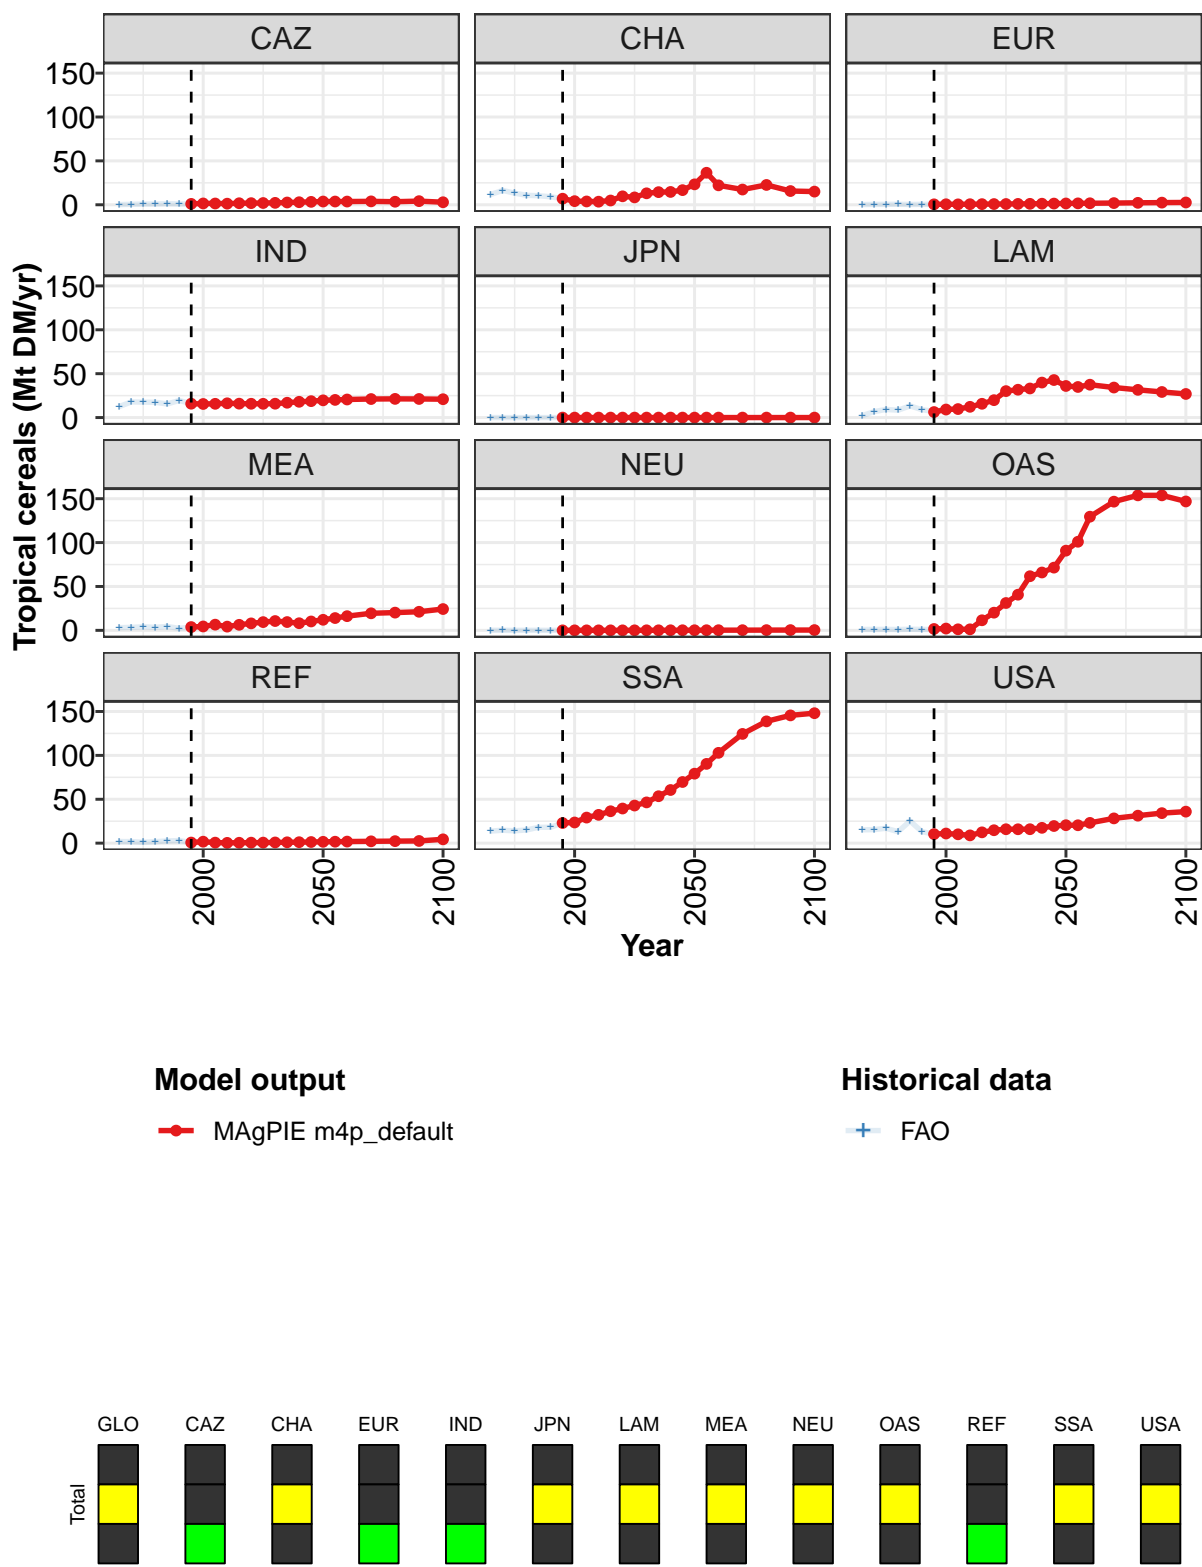 CAZ CHA EUR
150
100
50
0
IND JPN LAM
150
100
50
0
MEA NEU OAS
150
100
50
0
REF SSA USA
150
100
50
0
Tropical cereals (Mt DM/yr)
2000 2050 2100 2000 2050 2100 2000 2050 2100
Year
Model output Historical data
MAgPIE m4p_default FAO
GLO CAZ CHA EUR IND JPN LAM MEA NEU OAS REF SSA USA
Total